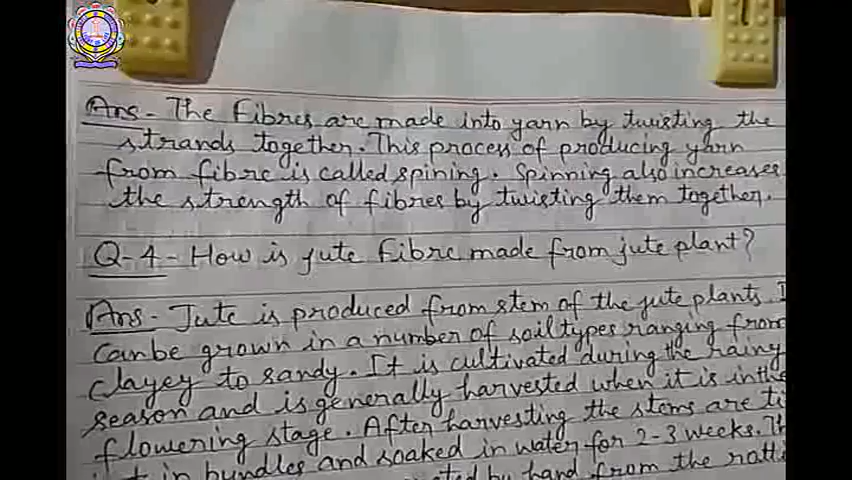 Ans - The Fibres are made into yarn by twisting the
strands together. This process of producing yarn
from fibre is called spining. Spinning also increases
the strength of fibres by twisting them together.
Q-4 - How is jute fibre made from jute plant?
Ans - Jute is produced from stem of the jute plants. I
can be grown in a number of soil types ranging from
clayey to sandy. It is cultivated during the rainy
season and is generally harvested when it is in the
flowering stage. After harvesting the stems are ti
in bundles and soaked in water for 2-3 weeks. Th
by hand from the rotti